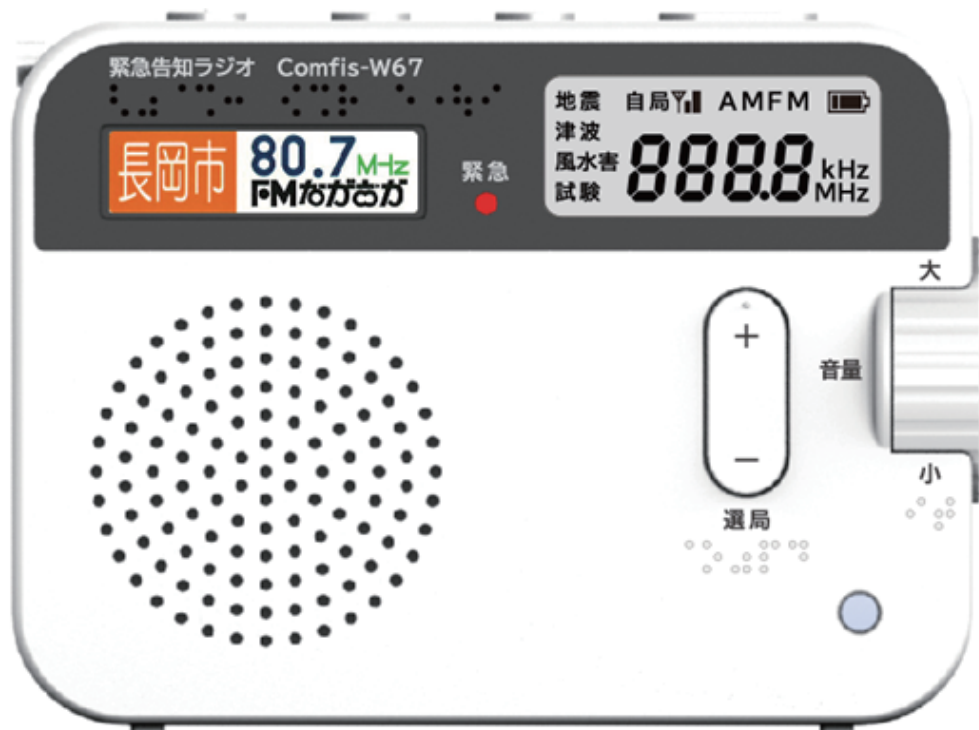 緊急告知ラジオ Comfis-W67
長岡市
80.7MHz
FMながおか
緊急
地震 自局 AMFM
津波
風水害
試験
888.8
kHz
MHz
大
音量
小
+
−
選局